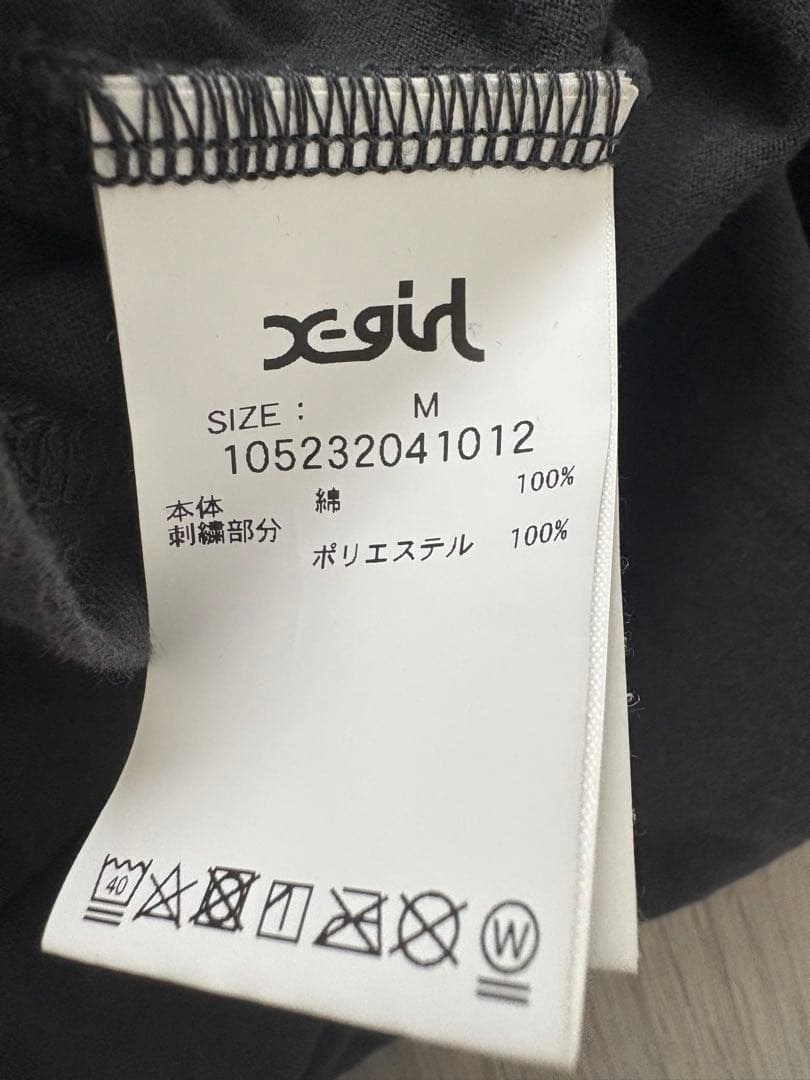 X-girl
SIZE : M
105232041012
本体 綿 100%
刺繍部分 ポリエステル 100%
40 W